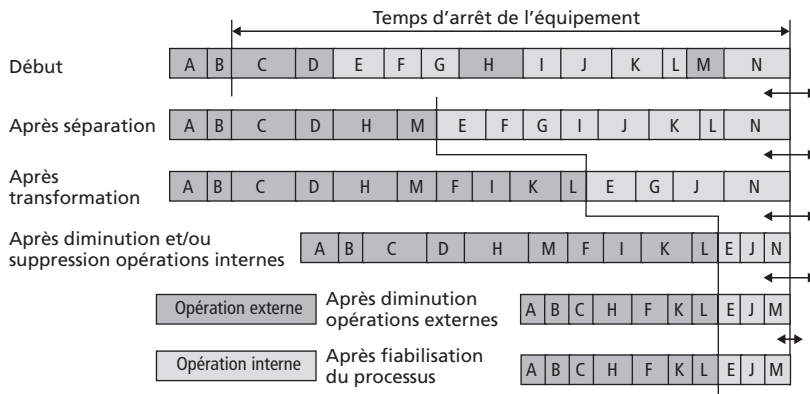 Temps d'arrêt de l'équipement
Début
A B C D E F G H I J K L M N
Après séparation
A B C D H M E F G I J K L N
Après
transformation
A B C D H M F I K L E G J N
Après diminution et/ou
suppression opérations internes
A B C D H M F I K L E J N
Opération externe
Après diminution
opérations externes
A B C H F K L E J M
Opération interne
Après fiabilisation
du processus
A B C H F K L E J M